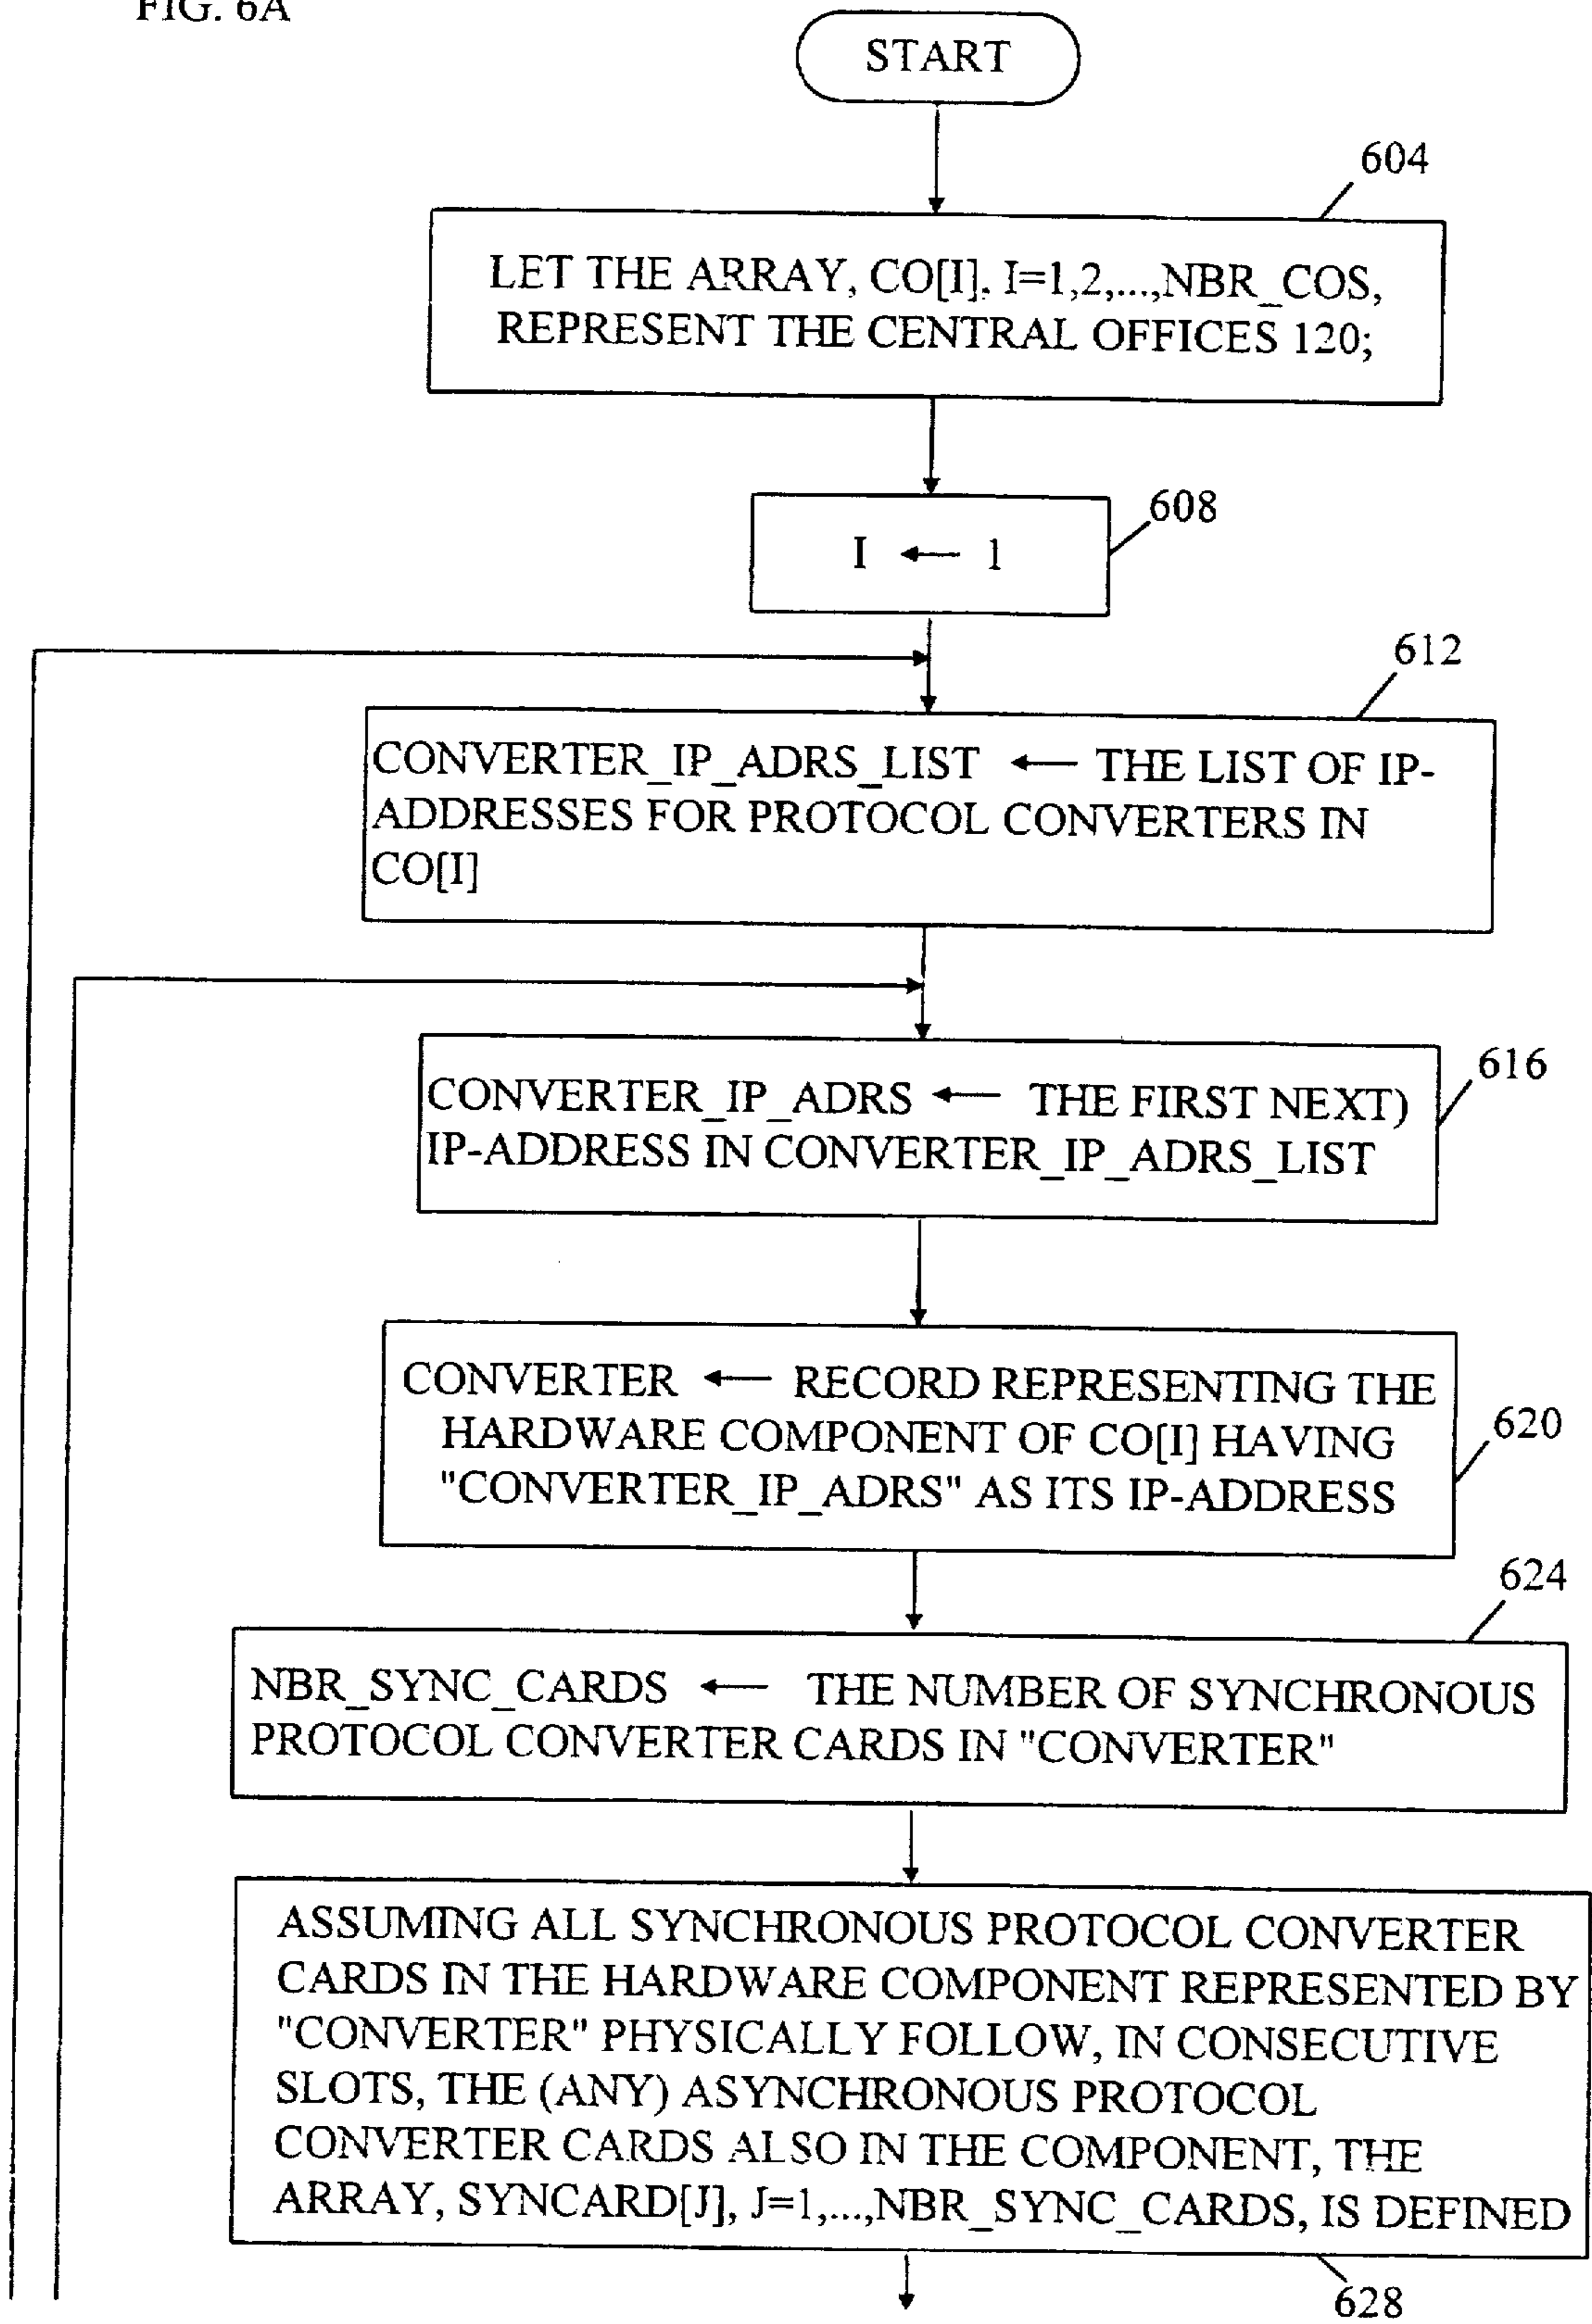 FIG. 6A
START
604
LET THE ARRAY, CO[I], I=1,2,...,NBR_COS,
REPRESENT THE CENTRAL OFFICES 120;
608
I ← 1
612
CONVERTER_IP_ADRS_LIST ← THE LIST OF IP-
ADDRESSES FOR PROTOCOL CONVERTERS IN
CO[I]
616
CONVERTER_IP_ADRS ← THE FIRST NEXT)
IP-ADDRESS IN CONVERTER_IP_ADRS_LIST
CONVERTER ← RECORD REPRESENTING THE
HARDWARE COMPONENT OF CO[I] HAVING
"CONVERTER_IP_ADRS" AS ITS IP-ADDRESS
620
624
NBR_SYNC_CARDS ← THE NUMBER OF SYNCHRONOUS
PROTOCOL CONVERTER CARDS IN "CONVERTER"
ASSUMING ALL SYNCHRONOUS PROTOCOL CONVERTER
CARDS IN THE HARDWARE COMPONENT REPRESENTED BY
"CONVERTER" PHYSICALLY FOLLOW, IN CONSECUTIVE
SLOTS, THE (ANY) ASYNCHRONOUS PROTOCOL
CONVERTER CARDS ALSO IN THE COMPONENT, THE
ARRAY, SYNCARD[J], J=1,...,NBR_SYNC_CARDS, IS DEFINED
628